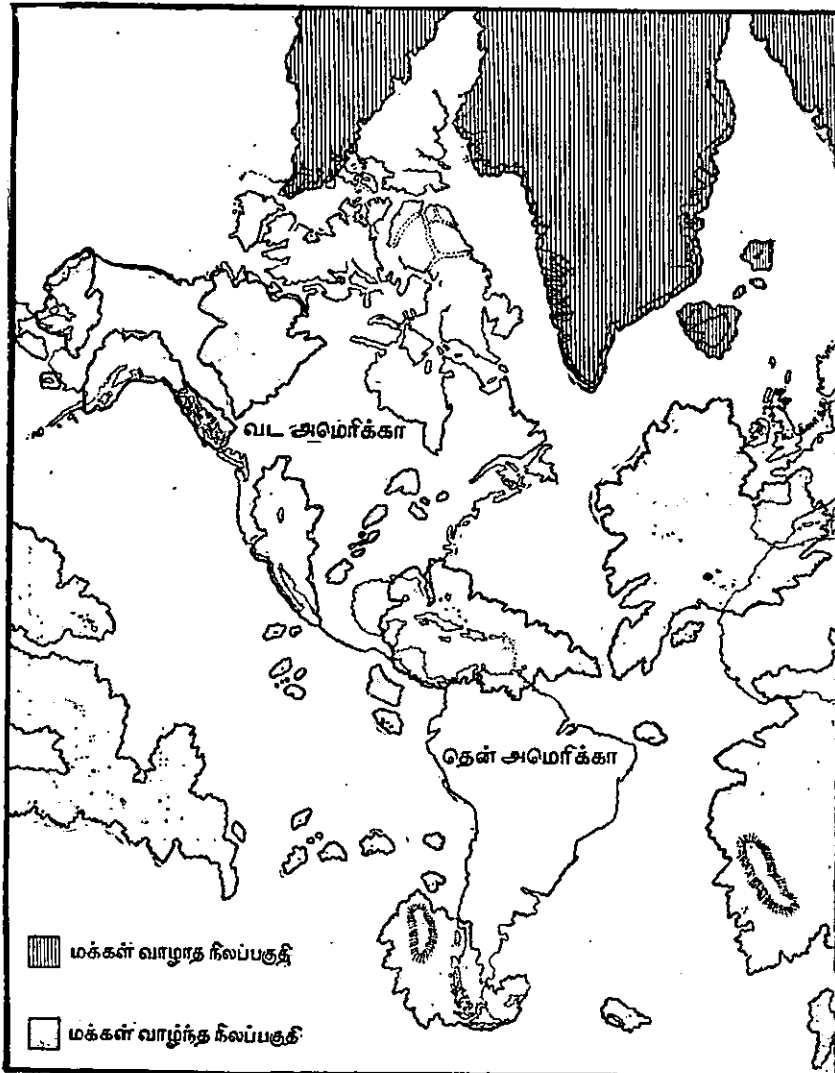 வட அமெரிக்கா
தென் அமெரிக்கா
மக்கள் வாழாத நிலப்பகுதி
மக்கள் வாழ்ந்த நிலப்பகுதி